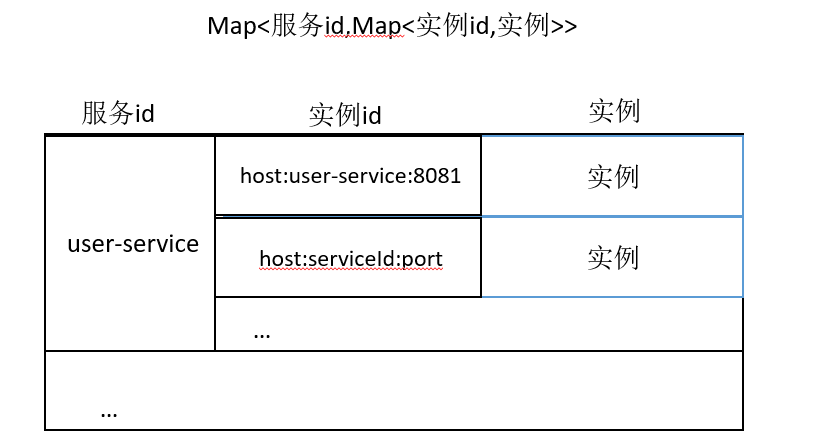 Map<服务id,Map<实例id,实例>>
服务id 实例id 实例
host:user-service:8081 实例
user-service
host:serviceId:port 实例
...
...